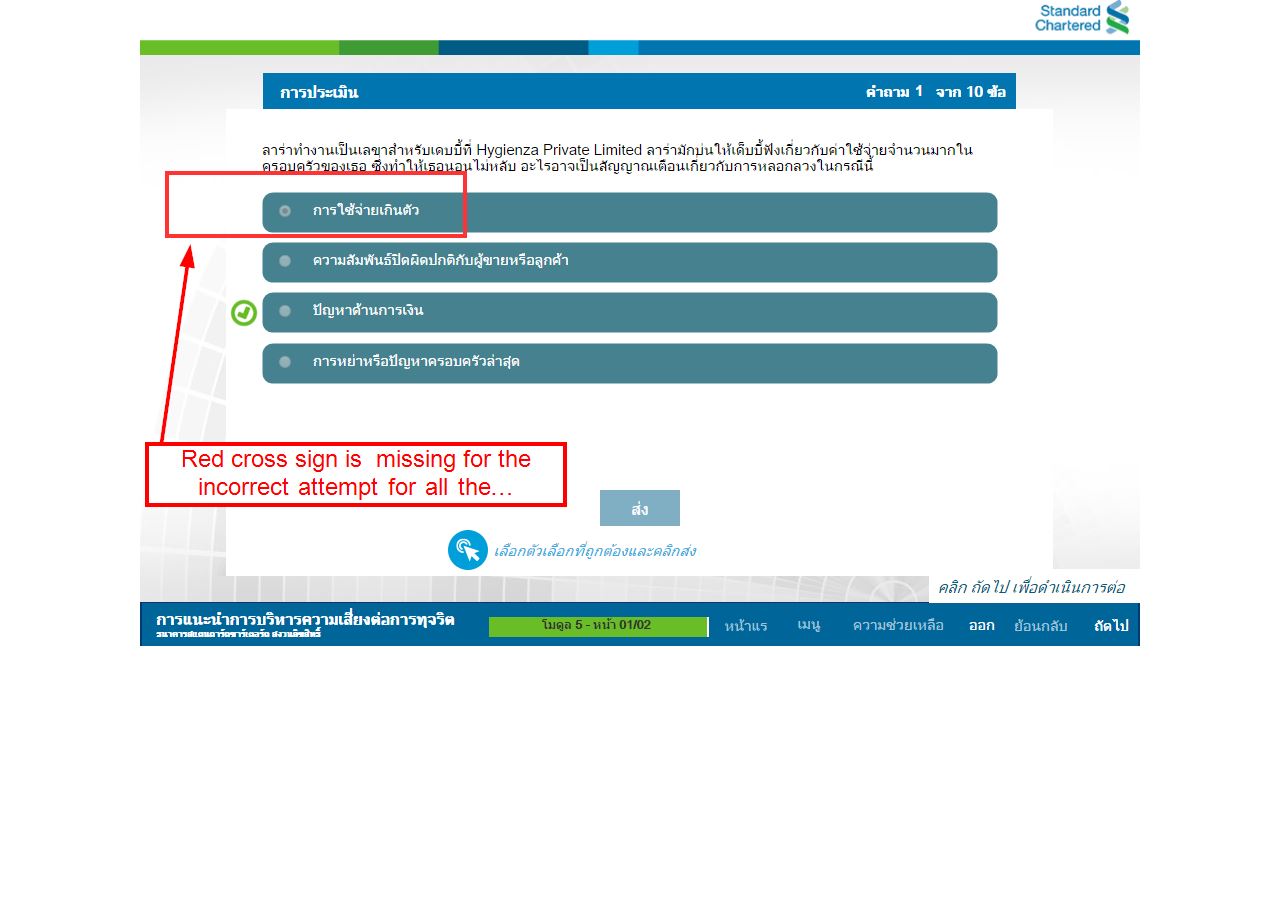 Standard
Chartered
การประเมิน
คำถาม 1 จาก 10 ข้อ
ลาร่าทำงานเป็นเลขาสำหรับเดบบี้ที่ Hygienza Private Limited ลาร่ามักบ่นให้เด็บบี้ฟังเกี่ยวกับค่าใช้จ่ายจำนวนมากใน
ครอบครัวของเธอ ซึ่งทำให้เธอนอนไม่หลับ อะไรอาจเป็นสัญญาณเตือนเกี่ยวกับการหลอกลวงในกรณีนี้
การใช้จ่ายเกินตัว
ความสัมพันธ์ปิดผิดปกติกับผู้ขายหรือลูกค้า
ปัญหาด้านการเงิน
การหย่าหรือปัญหาครอบครัวล่าสุด
Red cross sign is missing for the
incorrect attempt for all the...
ส่ง
เลือกตัวเลือกที่ถูกต้องและคลิกส่ง
คลิก ถัดไป เพื่อดำเนินการต่อ
การแนะนำการบริหารความเสี่ยงต่อการทุจริต
โมดูล 5 - หน้า 01/02
หน้าแร
เมนู
ความช่วยเหลือ
ออก
ย้อนกลับ
ถัดไป